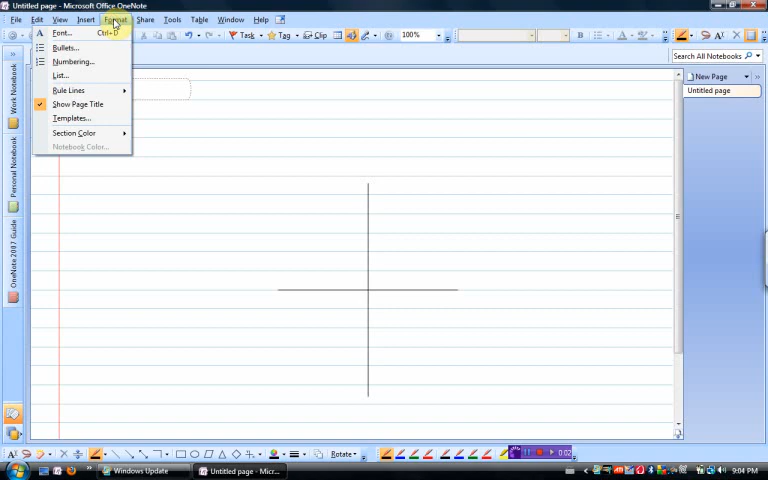 Untitled page - Microsoft Office OneNote
File Edit View Insert Format Share Tools Table Window Help
Task Tag Clip 100%
Font... Ctrl+D
Bullets...
Numbering...
List...
Rule Lines
Show Page Title
Templates...
Section Color
Notebook Color...
Search All Notebooks
New Page
Untitled page
Work Notebook
Personal Notebook
OneNote 2007 Guide
Rotate
0:02
Windows Update
Untitled page - Micr...
9:04 PM